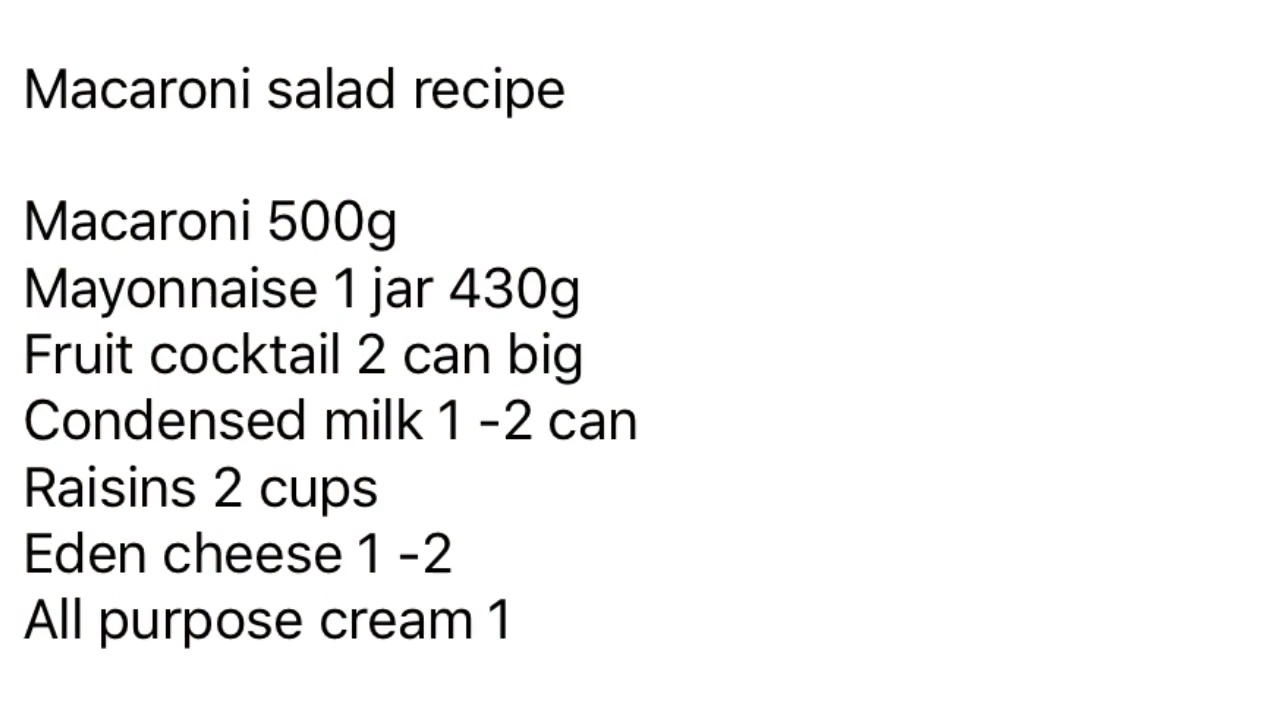 Macaroni salad recipe
Macaroni 500g
Mayonnaise 1 jar 430g
Fruit cocktail 2 can big
Condensed milk 1 -2 can
Raisins 2 cups
Eden cheese 1 -2
All purpose cream 1